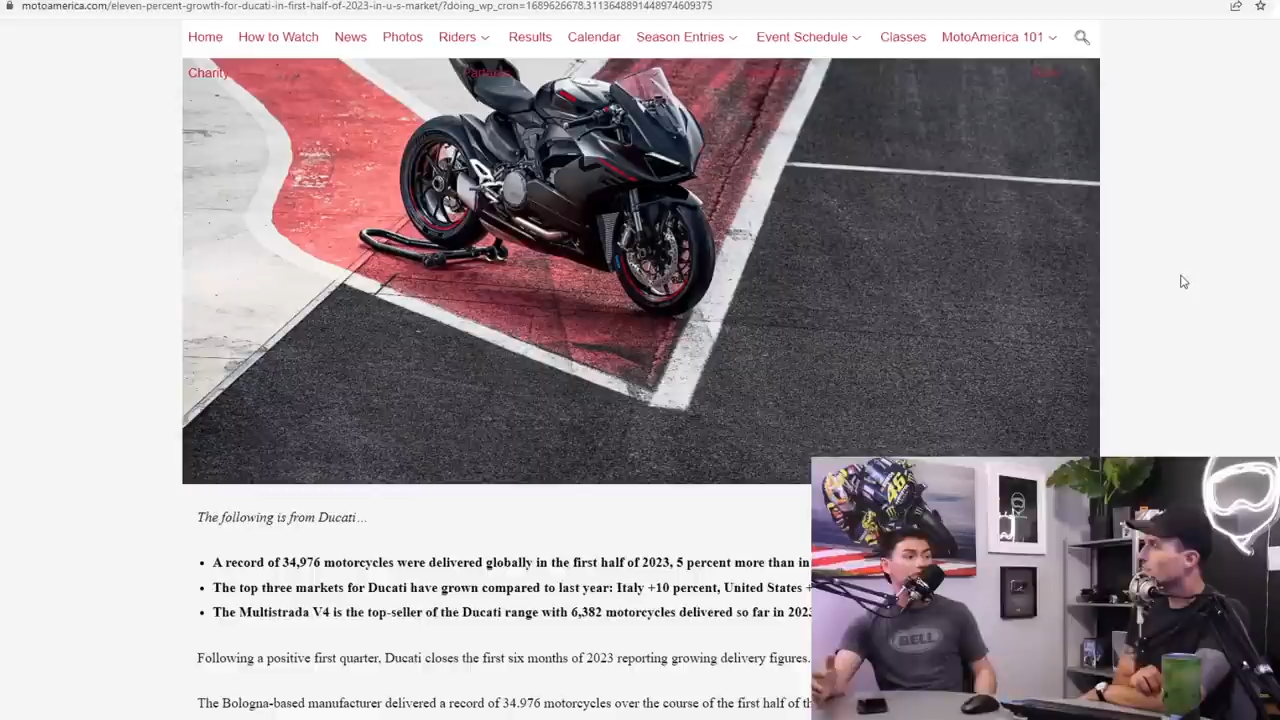 motoamerica.com/eleven-percent-growth-for-ducati-in-first-half-of-2023-in-u-s-market/?doing_wp_cron=1689626678.3113648891448974609375
Home How to Watch News Photos Riders Results Calendar Season Entries Event Schedule Classes MotoAmerica 101
Charity Partners
The following is from Ducati…
• A record of 34,976 motorcycles were delivered globally in the first half of 2023, 5 percent more than in
• The top three markets for Ducati have grown compared to last year: Italy +10 percent, United States +
• The Multistrada V4 is the top-seller of the Ducati range with 6,382 motorcycles delivered so far in 2023
Following a positive first quarter, Ducati closes the first six months of 2023 reporting growing delivery figures.
The Bologna-based manufacturer delivered a record of 34.976 motorcycles over the course of the first half of th
46
BELL